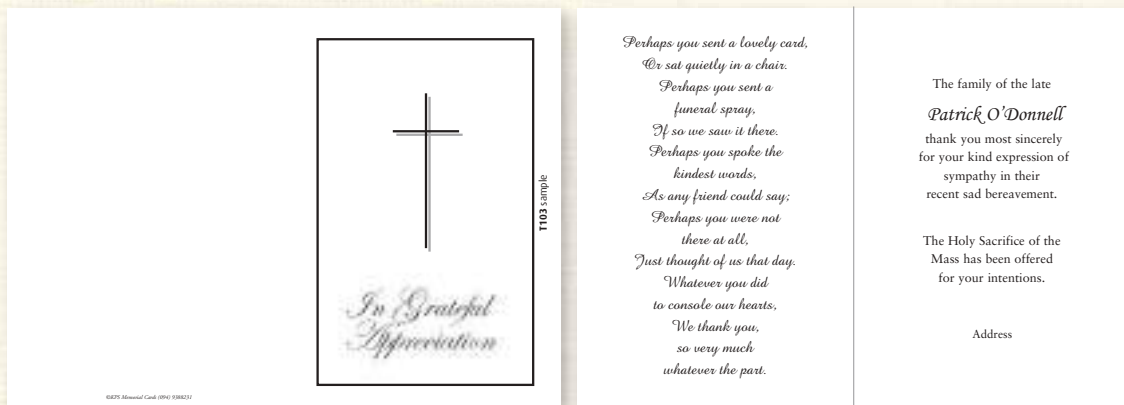 In Grateful
Appreciation
T103 sample
©KPS Memorial Cards (094) 9388231
Perhaps you sent a lovely card,
Or sat quietly in a chair.
Perhaps you sent a
funeral spray,
If so we saw it there.
Perhaps you spoke the
kindest words,
As any friend could say;
Perhaps you were not
there at all,
Just thought of us that day.
Whatever you did
to console our hearts,
We thank you,
so very much
whatever the part.
The family of the late
Patrick O'Donnell
thank you most sincerely
for your kind expression of
sympathy in their
recent sad bereavement.
The Holy Sacrifice of the
Mass has been offered
for your intentions.
Address